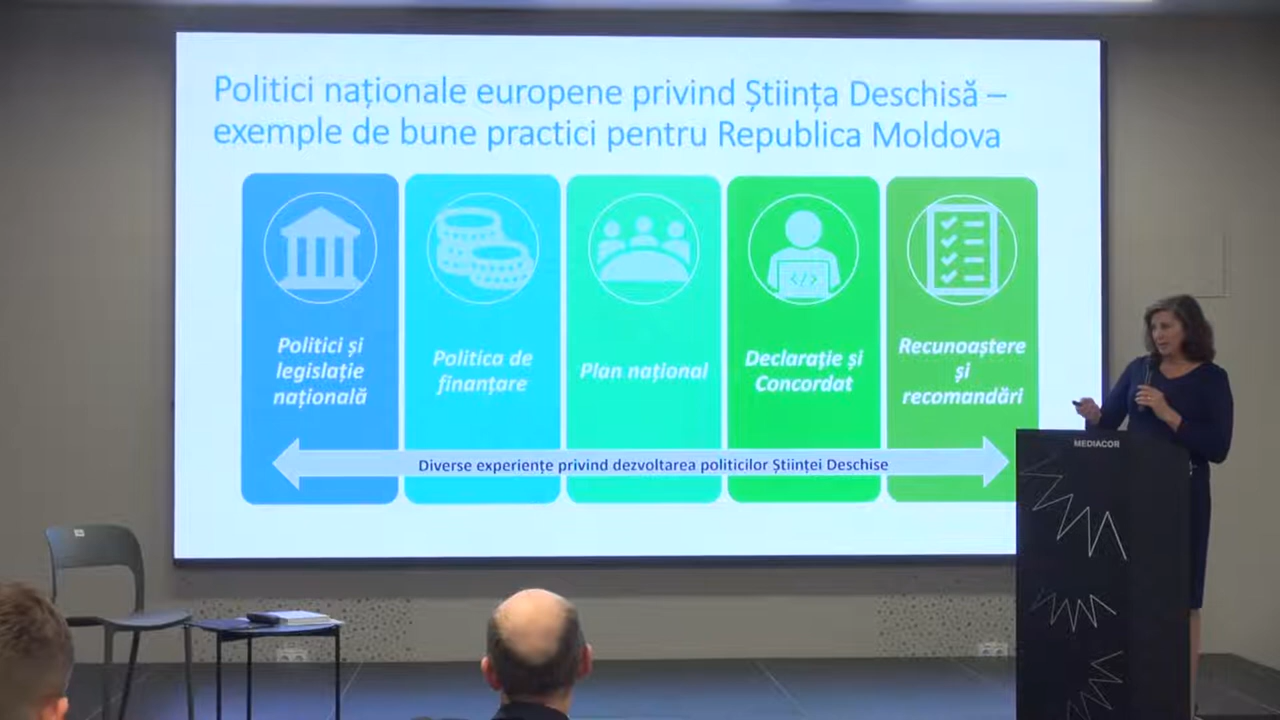 Politici naționale europene privind Știința Deschisă –
exemple de bune practici pentru Republica Moldova
Politici și
legislație
națională
Politica de
finanțare
Plan național
Declarație și
Concordat
Recunoaștere
și
recomandări
Diverse experiențe privind dezvoltarea politicilor Științei Deschise
MEDIACOR